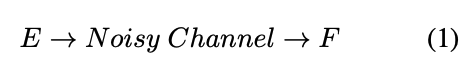 E → Noisy Channel → F (1)